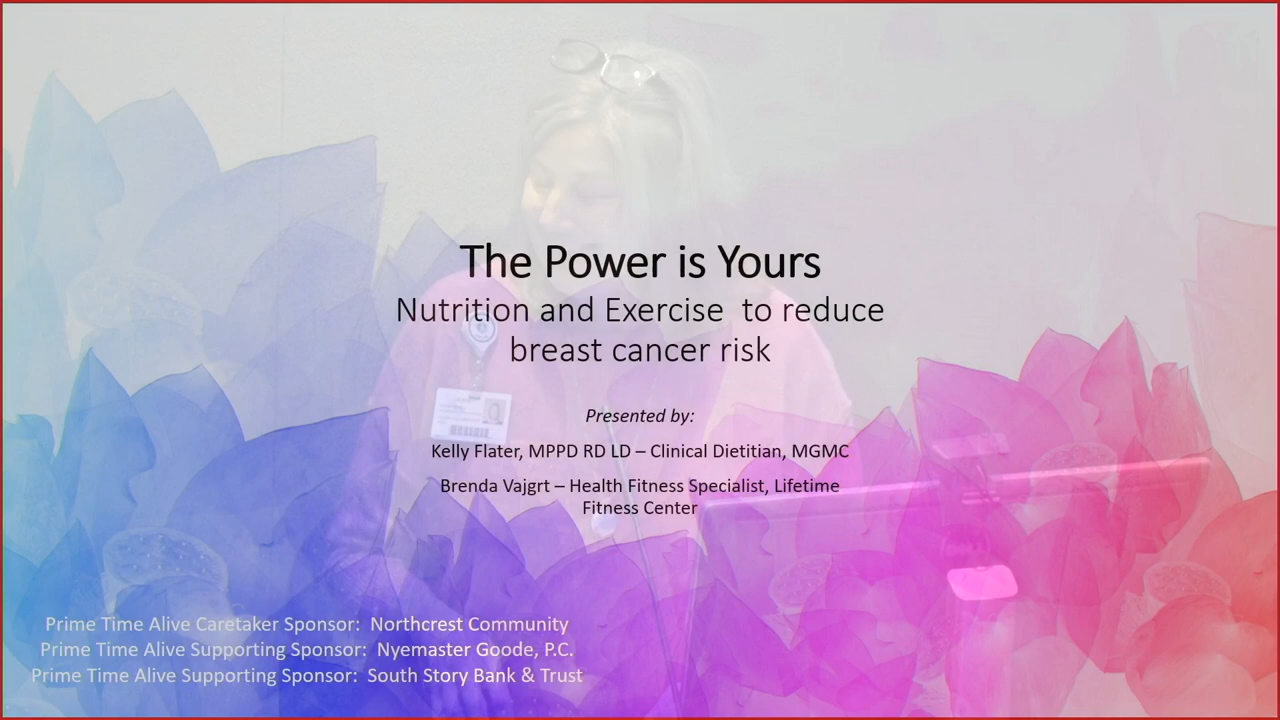 The Power is Yours
Nutrition and Exercise  to reduce
breast cancer risk
Presented by:
Kelly Flater, MPPD RD LD – Clinical Dietitian, MGMC
Brenda Vajgrt – Health Fitness Specialist, Lifetime
Fitness Center
Prime Time Alive Caretaker Sponsor:  Northcrest Community
Prime Time Alive Supporting Sponsor:  Nyemaster Goode, P.C.
Prime Time Alive Supporting Sponsor:  South Story Bank & Trust